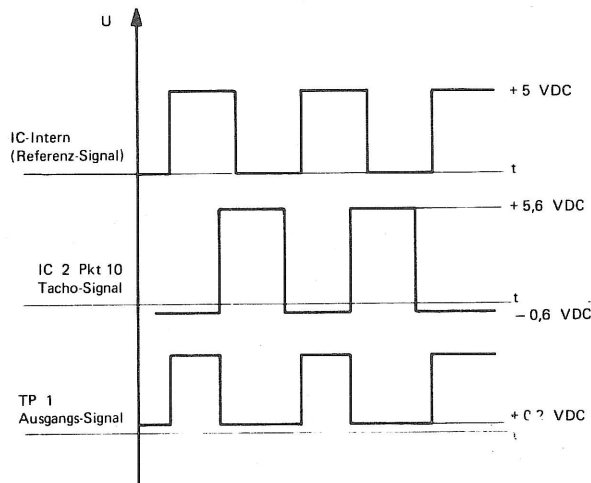 U
+ 5 VDC
IC-Intern
(Referenz-Signal)
t
+ 5,6 VDC
IC 2 Pkt 10
Tacho-Signal
t
− 0,6 VDC
TP 1
Ausgangs-Signal
VDC